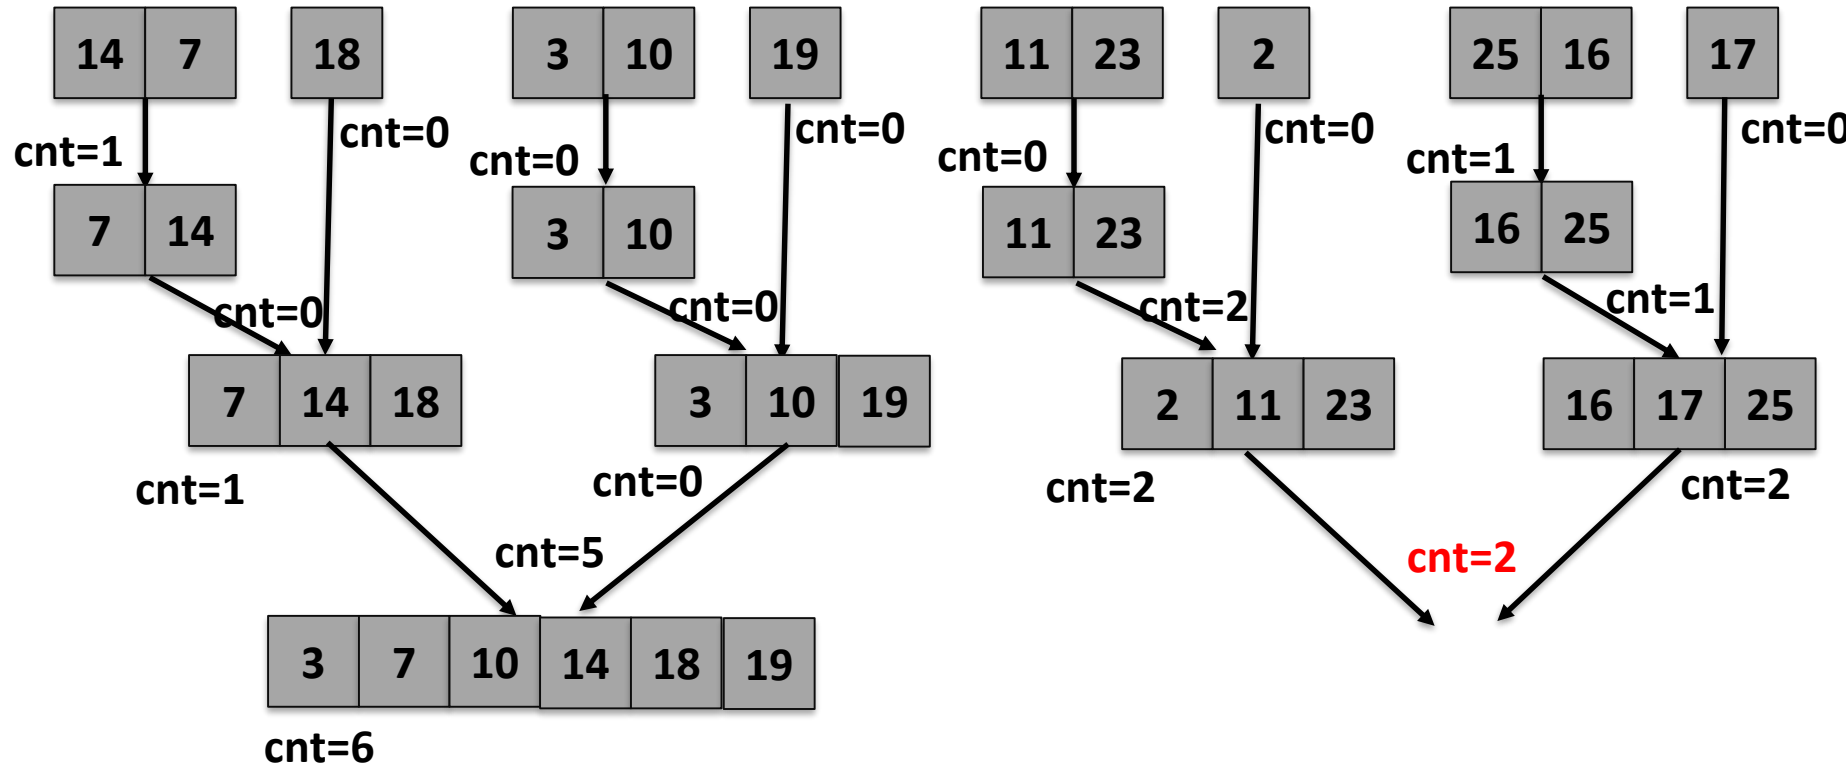 14 7 18 3 10 19 11 23 2 25 16 17
cnt=1 cnt=0 cnt=0 cnt=0 cnt=0 cnt=0 cnt=1 cnt=0
7 14 3 10 11 23 16 25
cnt=0 cnt=0 cnt=2 cnt=1
7 14 18 3 10 19 2 11 23 16 17 25
cnt=1 cnt=0 cnt=2 cnt=2
cnt=5 cnt=2
3 7 10 14 18 19
cnt=6